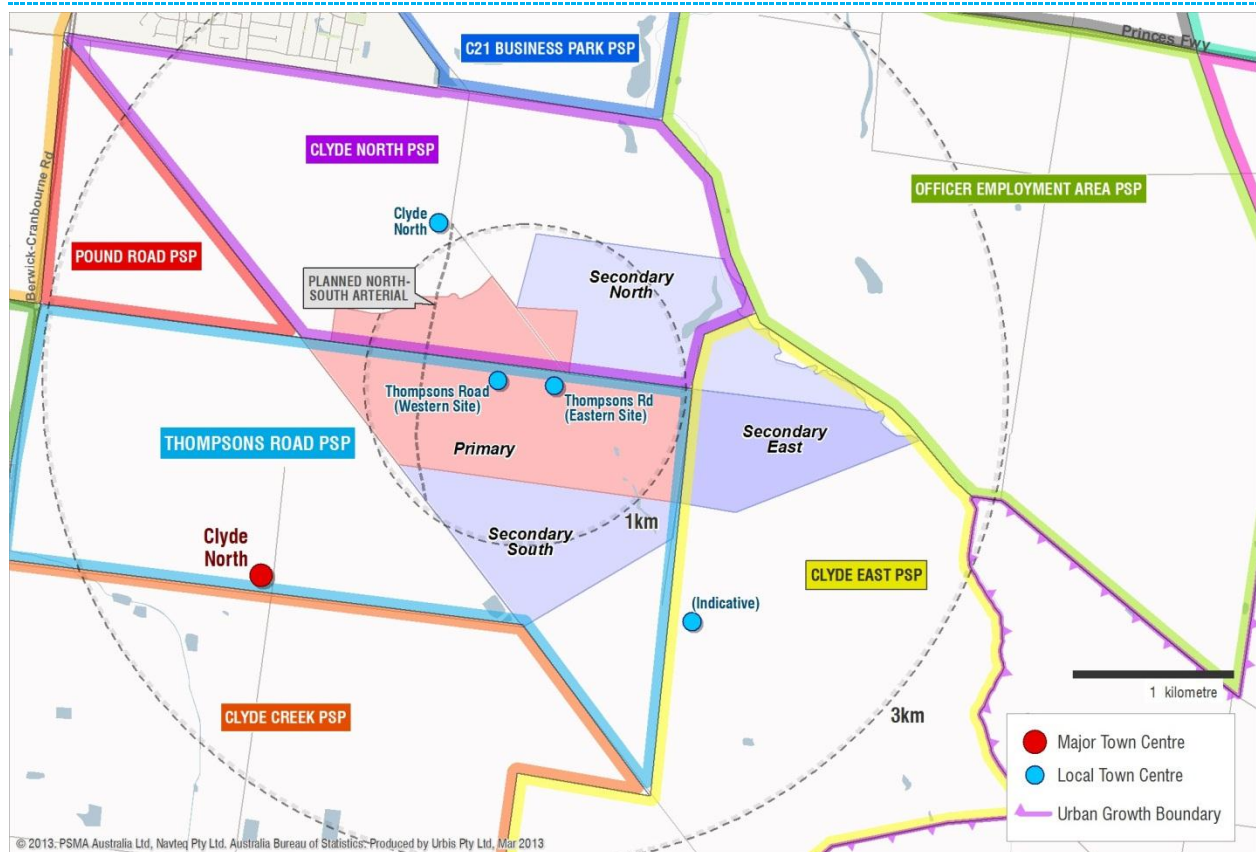 C21 BUSINESS PARK PSP
Princes Fwy
CLYDE NORTH PSP
Berwick-Cranbourne Rd
OFFICER EMPLOYMENT AREA PSP
Clyde
North
POUND ROAD PSP
PLANNED NORTH-
SOUTH ARTERIAL
Secondary
North
Thompsons Road
(Western Site)
Thompsons Rd
(Eastern Site)
THOMPSONS ROAD PSP
Primary
Secondary
East
1km
Secondary
South
Clyde
North
CLYDE EAST PSP
(Indicative)
1 kilometre
3km
CLYDE CREEK PSP
Major Town Centre
Local Town Centre
Urban Growth Boundary
© 2013. PSMA Australia Ltd, Navteq Pty Ltd. Australia Bureau of Statistics. Produced by Urbis Pty Ltd, Mar 2013